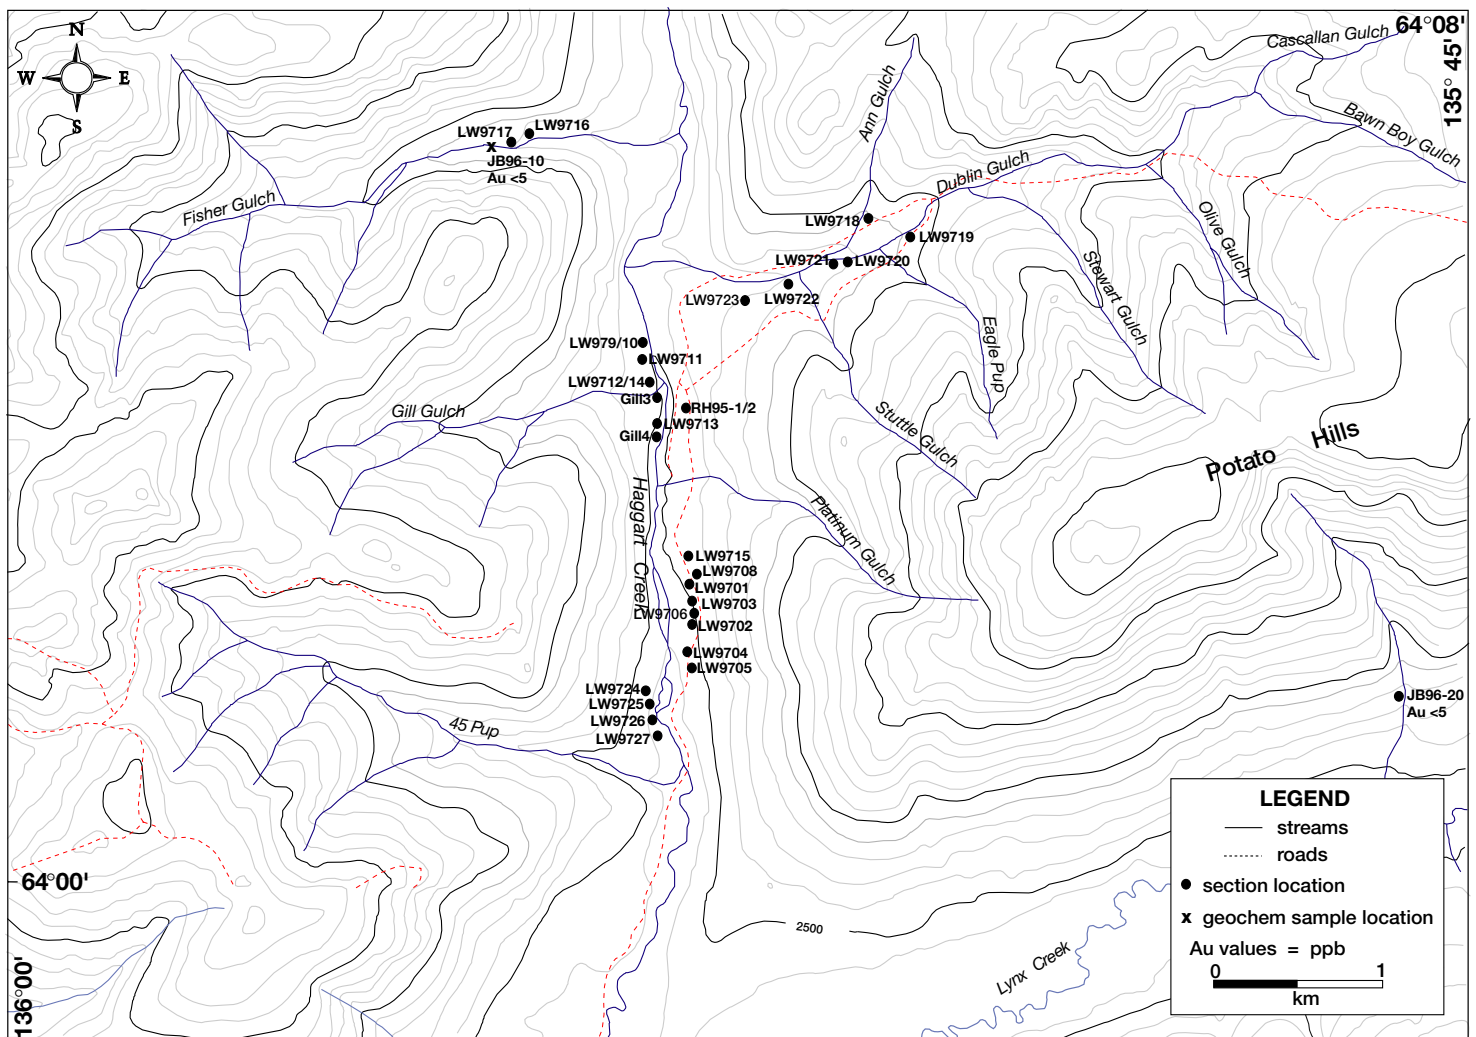 64°08'
135° 45'
N
W
E
S
Cascallan Gulch
Bawn Boy Gulch
Ann Gulch
Dublin Gulch
Olive Gulch
Stewart Gulch
Eagle Pup
Stuttle Gulch
Platinum Gulch
Fisher Gulch
Gill Gulch
Haggart Creek
45 Pup
Lynx Creek
Potato Hills
LW9717
LW9716
JB96-10
Au <5
LW9718
LW9719
LW9721
LW9720
LW9722
LW9723
LW979/10
LW9711
LW9712/14
Gill3
RH95-1/2
LW9713
Gill4
LW9715
LW9708
LW9701
LW9703
LW9706
LW9702
LW9704
LW9705
LW9724
LW9725
LW9726
LW9727
JB96-20
Au <5
2500
64°00'
136°00'
LEGEND
streams
roads
section location
x geochem sample location
Au values = ppb
0 1
km